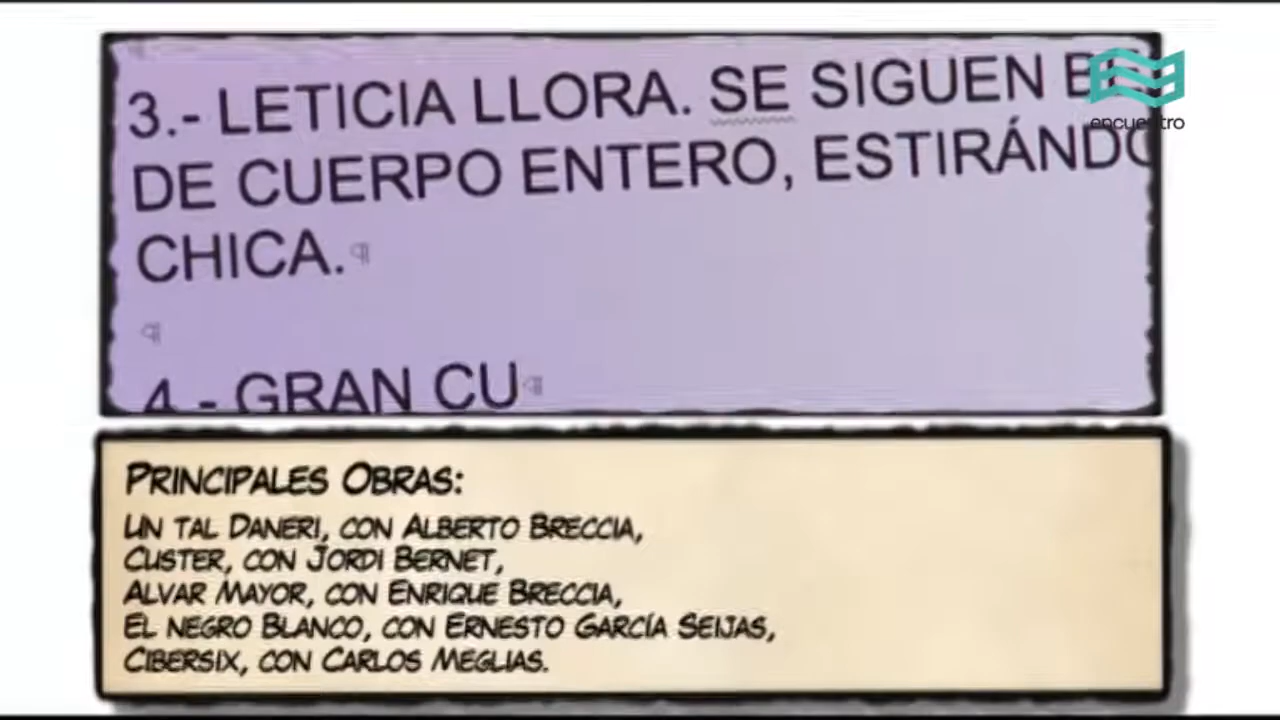 3.- LETICIA LLORA. SE SIGUEN
encuentro
DE CUERPO ENTERO,
CHICA.
4.- GRAN CU
PRINCIPALES OBRAS:
UN TAL DANERI, CON ALBERTO BRECCIA,
CUSTER, CON JORDI BERNET,
ALVAR MAYOR, CON ENRIQUE BRECCIA,
EL NEGRO BLANCO, CON ERNESTO GARCÍA SEIJAS,
CIBERSIX, CON CARLOS MEGLIAS.